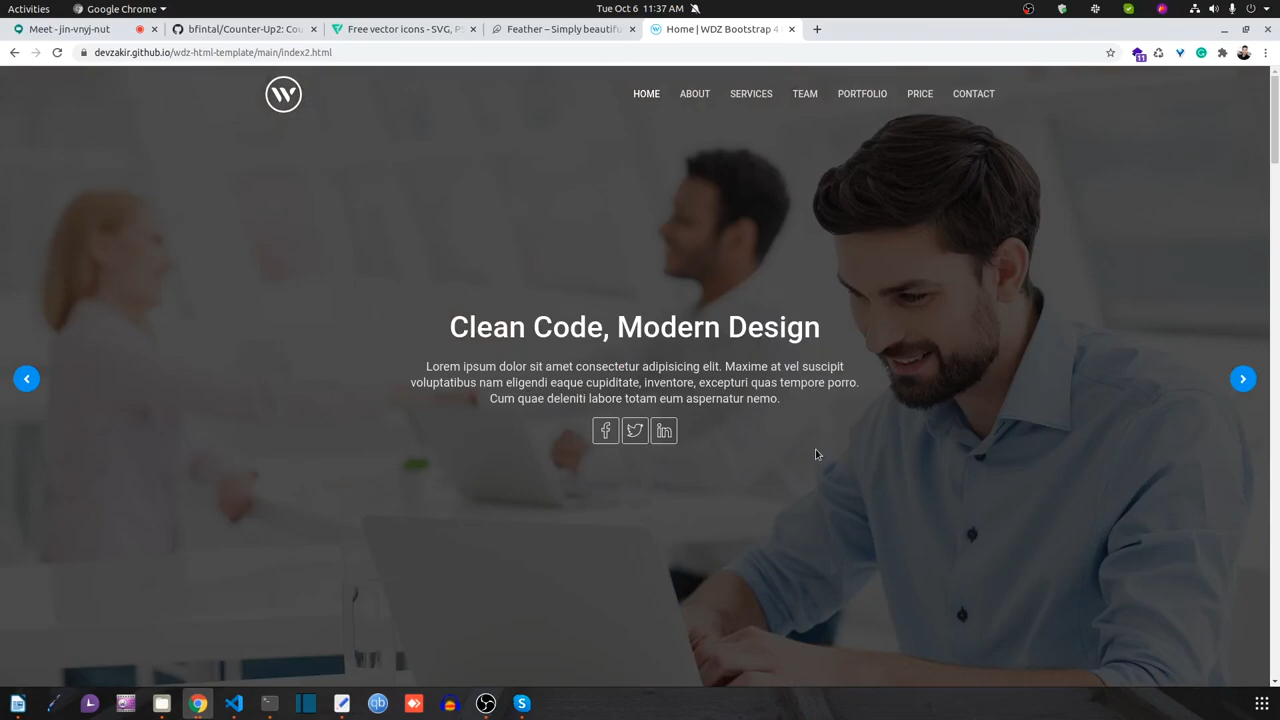 Activities
Google Chrome
Tue Oct 6 11:37 AM
Meet - jin-vnyj-nut
bfintal/Counter-Up2: Cou
Free vector icons - SVG, PS
Feather – Simply beautifu
Home | WDZ Bootstrap 4
devzakir.github.io/wdz-html-template/main/index2.html
11
W
HOME
ABOUT
SERVICES
TEAM
PORTFOLIO
PRICE
CONTACT
Clean Code, Modern Design
Lorem ipsum dolor sit amet consectetur adipisicing elit. Maxime at vel suscipit
voluptatibus nam eligendi eaque cupiditate, inventore, excepturi quas tempore porro.
Cum quae deleniti labore totam eum aspernatur nemo.